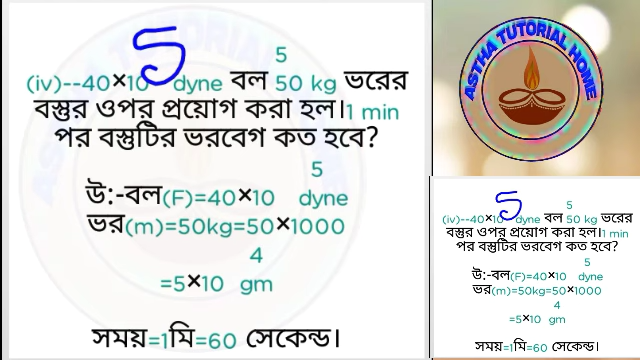 5
5
(iv)--40×10 dyne বল 50 kg ভরের
বস্তুর ওপর প্রয়োগ করা হল।1 min
পর বস্তুটির ভরবেগ কত হবে?
5
উ:-বল(F)=40×10 dyne
ভর(m)=50kg=50×1000
4
=5×10 gm
সময়=1মি=60 সেকেন্ড।
ASTHA TUTORIAL HOME
5
5
(iv)--40×10 dyne বল 50 kg ভরের
বস্তুর ওপর প্রয়োগ করা হল।1 min
পর বস্তুটির ভরবেগ কত হবে?
5
উ:-বল(F)=40×10 dyne
ভর(m)=50kg=50×1000
4
=5×10 gm
সময়=1মি=60 সেকেন্ড।